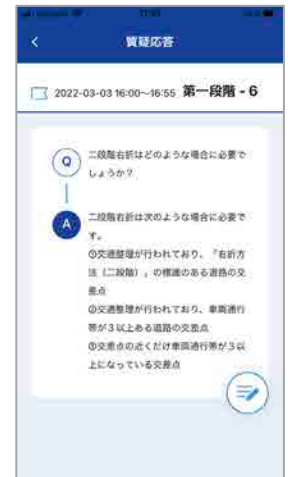 質疑応答
2022-03-03 16:00~16:55 第一段階 - 6
Q
二段階右折はどのような場合に必要で
しょうか？
A
二段階右折は次のような場合に必要で
す。
①交通整理が行われており、「右折方
法（二段階）」の標識のある道路の交
差点
②交通整理が行われており、車両通行
帯が３以上ある道路の交差点
③交差点の近くだけ車両通行帯が３以
上になっている交差点